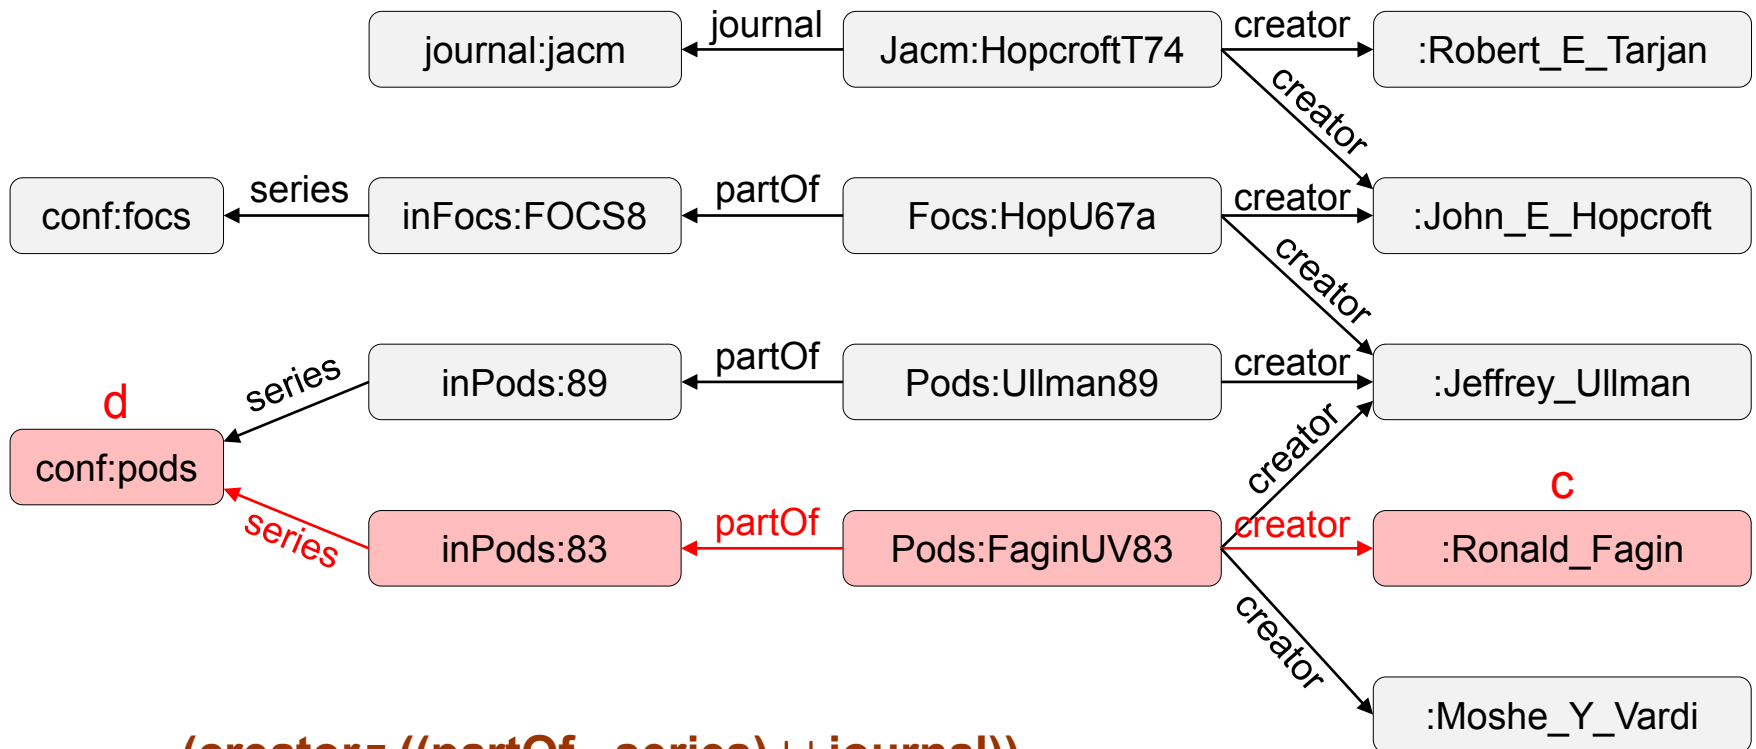 journal:jacm journal Jacm:HopcroftT74 creator :Robert_E_Tarjan
creator
conf:focs series inFocs:FOCS8 partOf Focs:HopU67a creator :John_E_Hopcroft
creator
series inPods:89 partOf Pods:Ullman89 creator :Jeffrey_Ullman
d
conf:pods
creator
c
series inPods:83 partOf Pods:FaginUV83 creator :Ronald_Fagin
creator
:Moshe_Y_Vardi